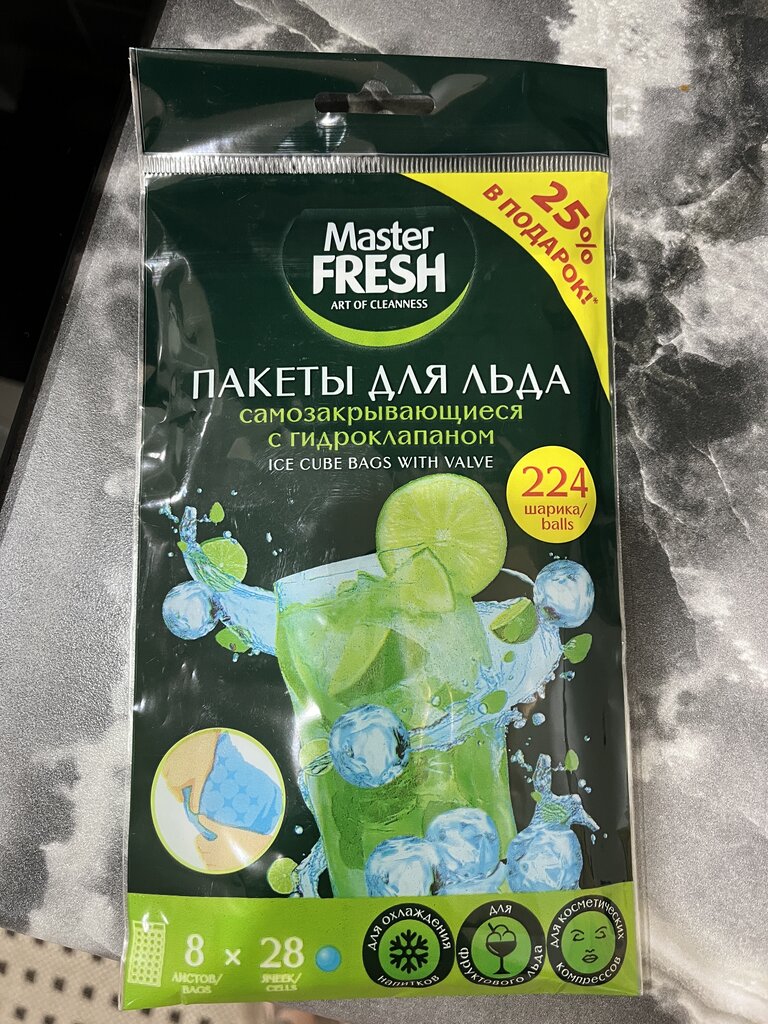 25%
В ПОДАРОК!*
Master
FRESH
ART OF CLEANNESS
ПАКЕТЫ ДЛЯ ЛЬДА
самозакрывающиеся
с гидроклапаном
ICE CUBE BAGS WITH VALVE
224
шарика/
balls
8 × 28
ЛИСТОВ/ ЯЧЕЕК/
BAGS CELLS
для охлаждения
напитков
для
фруктового льда
для косметических
компрессов